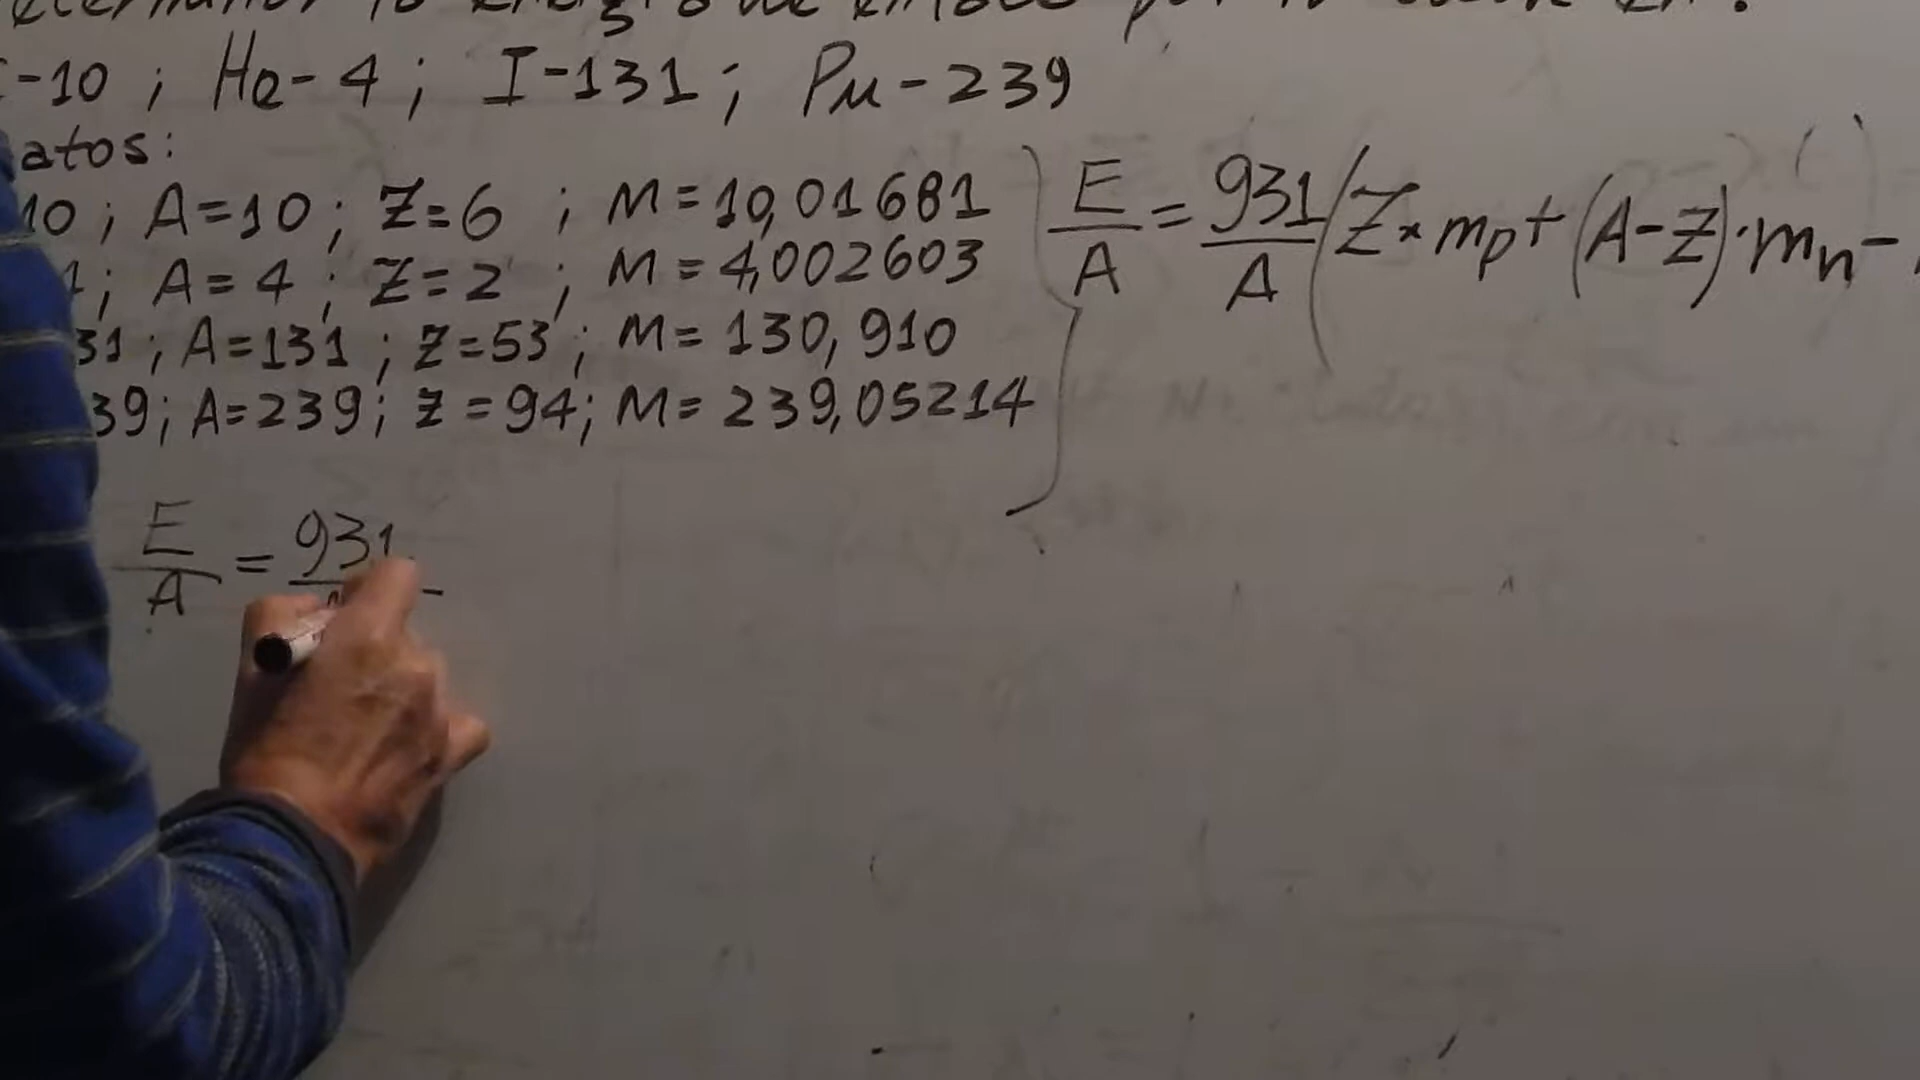 -10 ; He-4 ; I-131 ; Pu-239
atos:
10 ; A=10 ; Z=6 ; M=10,01681
; A=4 ; Z=2 ; M=4,002603
31 ; A=131 ; Z=53 ; M=130,910
39; A=239; Z=94; M=239,05214
E/A = 931/A (Z × mp + (A-Z)·mn -
E/A = 931